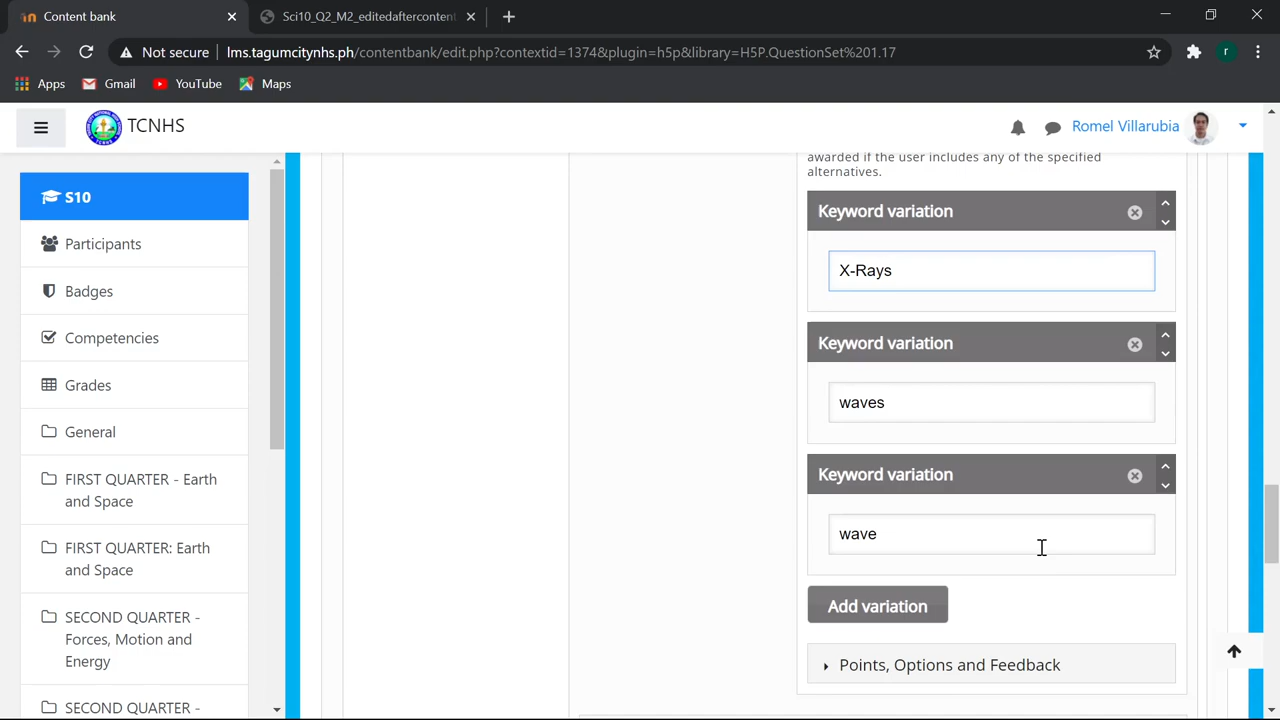 Content bank
Sci10_Q2_M2_editedaftercontent
Not secure
lms.tagumcitynhs.ph/contentbank/edit.php?contextid=1374&plugin=h5p&library=H5P.QuestionSet%201.17
r
Apps
Gmail
YouTube
Maps
TCNHS
Romel Villarubia
S10
Participants
Badges
Competencies
Grades
General
FIRST QUARTER - Earth
and Space
FIRST QUARTER: Earth
and Space
SECOND QUARTER -
Forces, Motion and
Energy
SECOND QUARTER -
awarded if the user includes any of the specified
alternatives.
Keyword variation
X-Rays
Keyword variation
waves
Keyword variation
wave
Add variation
Points, Options and Feedback